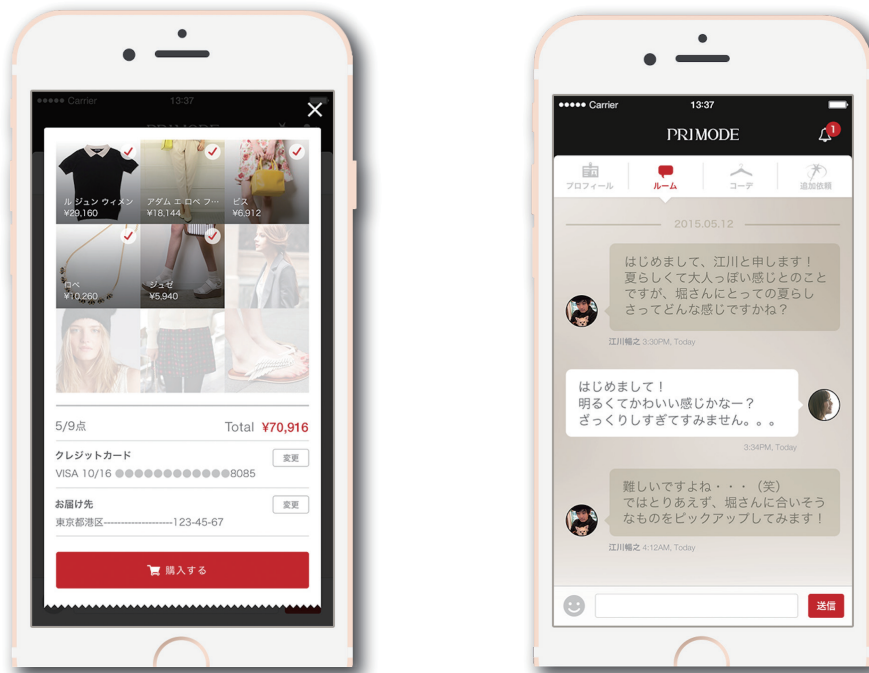 Carrier
13:37
PR1MODE
ル ジュン ウィメン
¥29,160
アダム エ ロペ フ…
¥18,144
ビス
¥6,912
ロペ
¥10,260
ジュゼ
¥5,940
5/9点
Total ¥70,916
クレジットカード
変更
VISA 10/16 ●●●●●●●●●●●●8085
お届け先
変更
東京都港区--------------------123-45-67
購入する
Carrier
13:37
PR1MODE
1
プロフィール
ルーム
コーデ
追加依頼
2015.05.12
はじめまして、江川と申します！
夏らしくて大人っぽい感じとのこと
ですが、堀さんにとっての夏らし
さってどんな感じですかね？
江川暢之 3:30PM, Today
はじめまして！
明るくてかわいい感じかなー？
ざっくりしすぎてすみません。。。
3:34PM, Today
難しいですよね・・・（笑）
ではとりあえず、堀さんに合いそう
なものをピックアップしてみます！
江川暢之 4:12AM, Today
送信